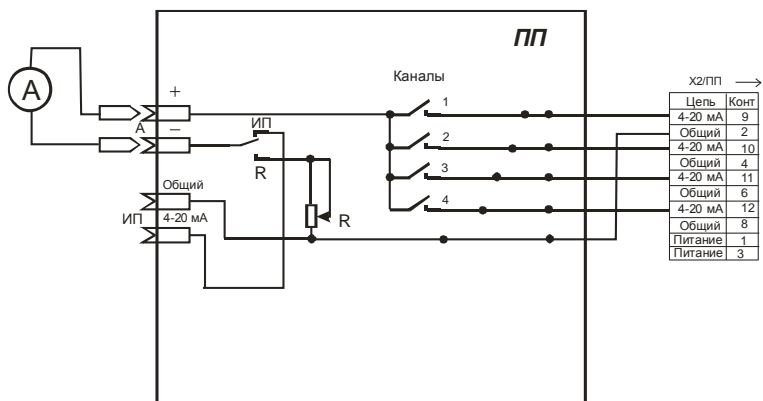 ПП
Каналы
А
+
А
–
ИП
R
R
Общий
ИП
4-20 мА
1
2
3
4
Х2/ПП
Цепь Конт
4-20 мА 9
Общий 2
4-20 мА 10
Общий 4
4-20 мА 11
Общий 6
4-20 мА 12
Общий 8
Питание 1
Питание 3